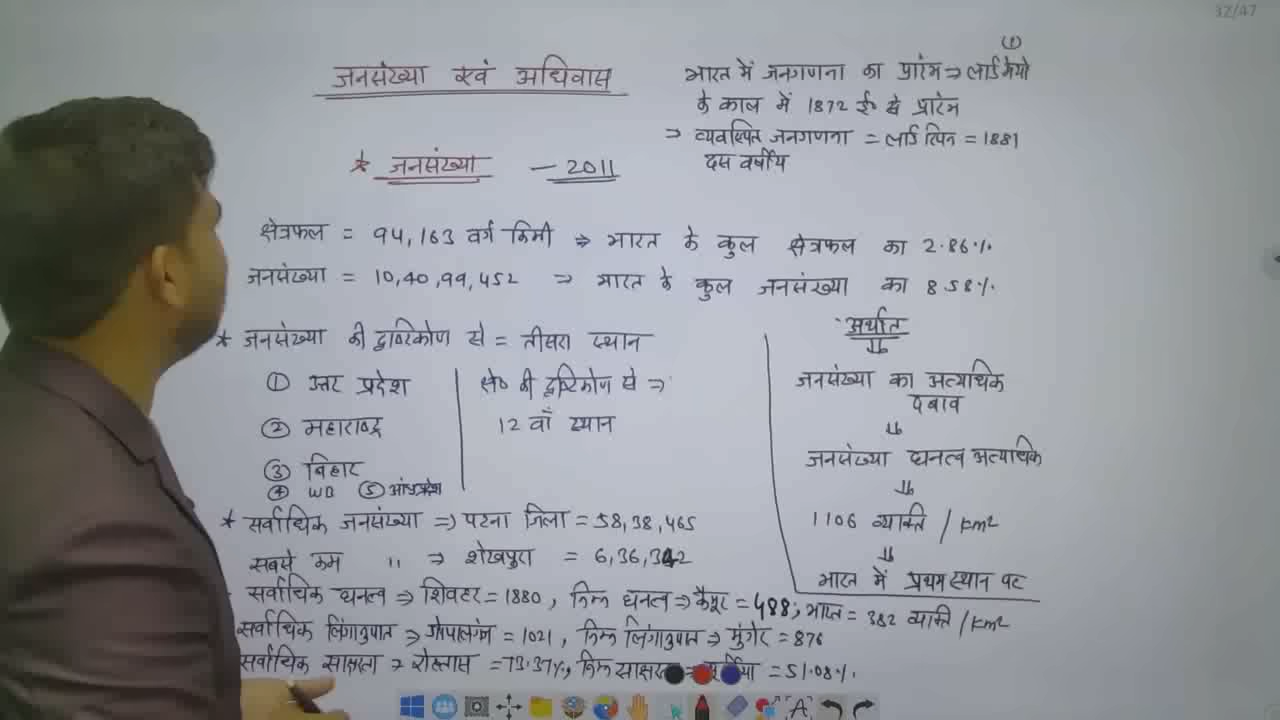 32/47
जनसंख्या एवं अधिवास
①
भारत में जनगणना का प्रारंभ ⇒ लार्ड मेयो
के काल में 1872 ई० से प्रारंभ
⇒ व्यवस्थित जनगणना = लार्ड रिपन = 1881
दस वर्षीय
* जनसंख्या — 2011
क्षेत्रफल = 94,163 वर्ग किमी ⇒ भारत के कुल क्षेत्रफल का 2.86%
जनसंख्या = 10,40,99,452 ⇒ भारत के कुल जनसंख्या का 8.58%
* जनसंख्या की दृष्टिकोण से = तीसरा स्थान
① उत्तर प्रदेश
② महाराष्ट्र
③ बिहार
④ WB ⑤ आंध्रप्रदेश
क्षे० की दृष्टिकोण से ⇒
12 वाँ स्थान
अर्थात
⇓
जनसंख्या का अत्याधिक
दबाव
⇓
जनसंख्या घनत्व अत्याधिक
⇓
1106 व्यक्ति / km²
⇓
भारत में प्रथम स्थान पर
* सर्वाधिक जनसंख्या ⇒ पटना जिला = 58,38,465
सबसे कम " ⇒ शेखपुरा = 6,36,342
सर्वाधिक घनत्व ⇒ शिवहर = 1880, निम्न घनत्व ⇒ कैमूर = 488; भारत = 382 व्यक्ति / km²
सर्वाधिक लिंगानुपात ⇒ गोपालगंज = 1021, निम्न लिंगानुपात ⇒ मुंगेर = 876
सर्वाधिक साक्षरता ⇒ रोहतास = 73.37%, निम्न = 51.08%.